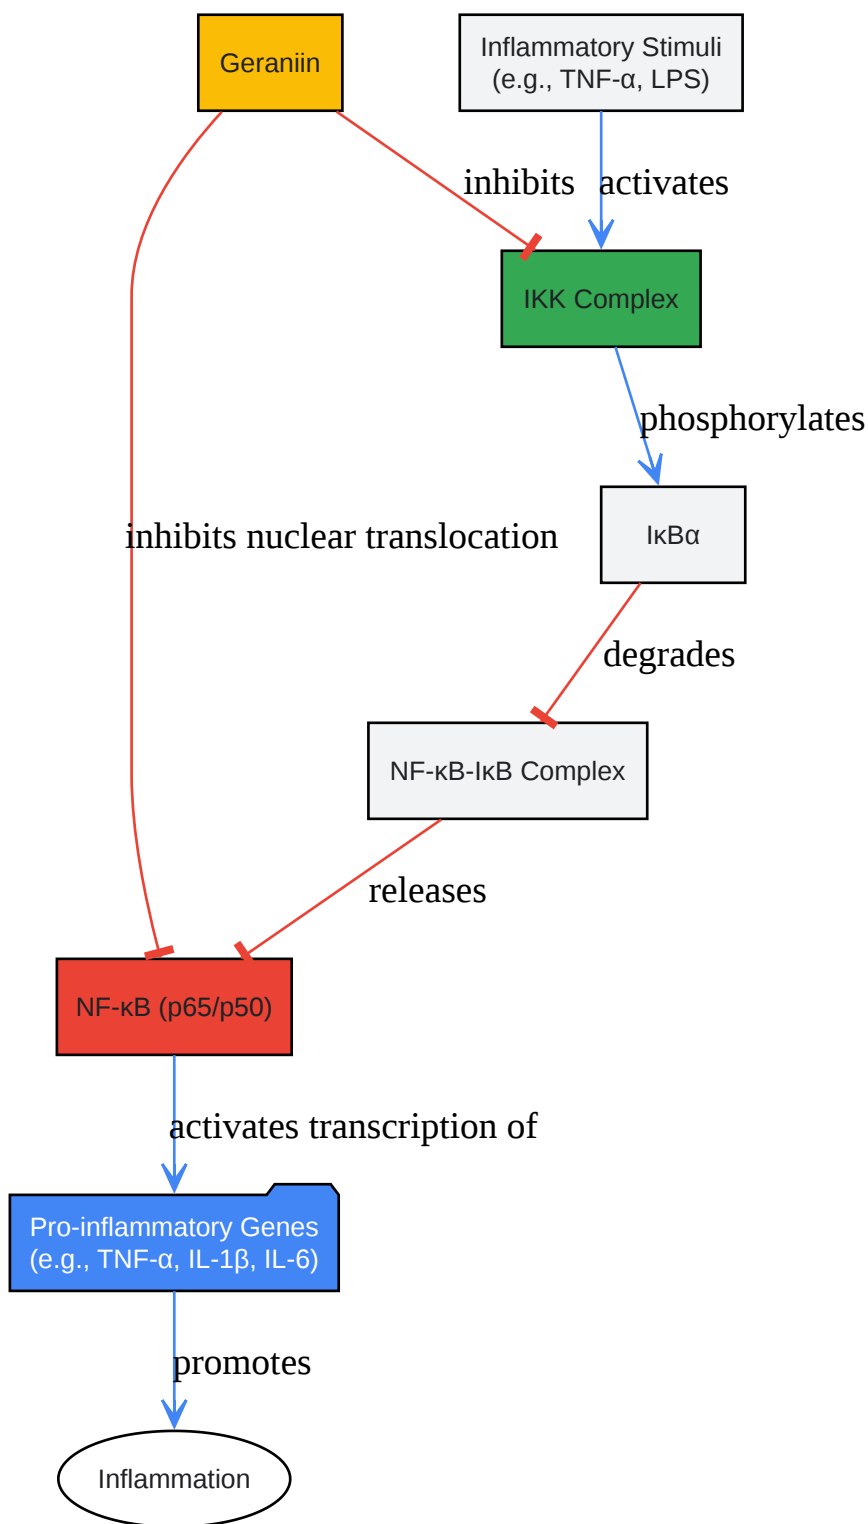 Geraniin
Inflammatory Stimuli
(e.g., TNF-α, LPS)
inhibits
activates
IKK Complex
phosphorylates
inhibits nuclear translocation
IκBα
degrades
NF-κB-IκB Complex
releases
NF-κB (p65/p50)
activates transcription of
Pro-inflammatory Genes
(e.g., TNF-α, IL-1β, IL-6)
promotes
Inflammation